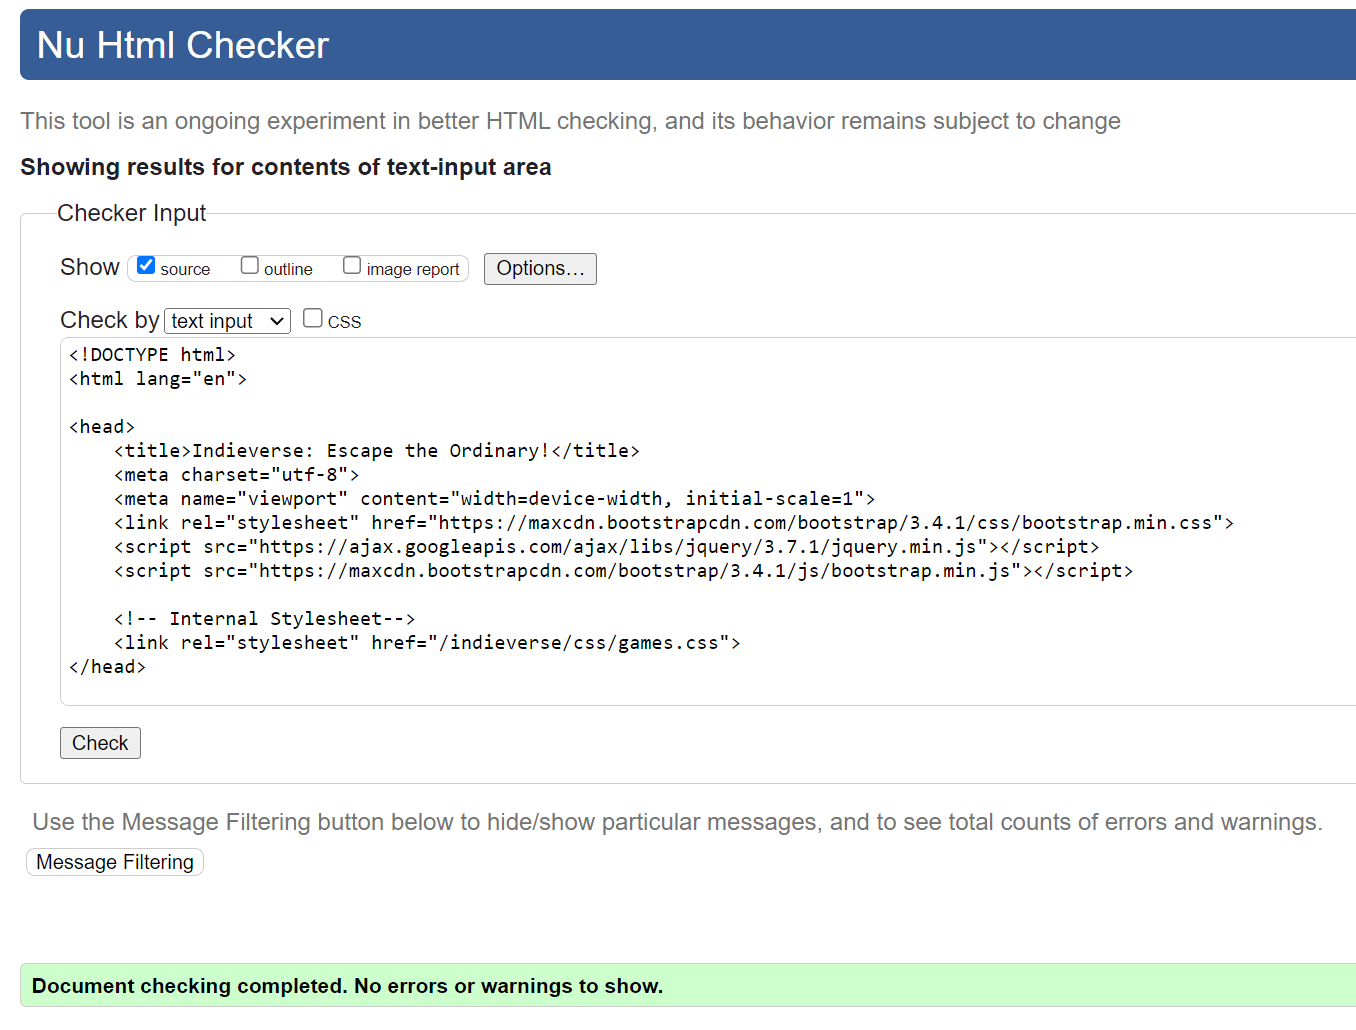 Nu Html Checker
This tool is an ongoing experiment in better HTML checking, and its behavior remains subject to change
Showing results for contents of text-input area
Checker Input
Show source outline image report Options...
Check by text input CSS
<!DOCTYPE html>
<html lang="en">
<head>
    <title>Indieverse: Escape the Ordinary!</title>
    <meta charset="utf-8">
    <meta name="viewport" content="width=device-width, initial-scale=1">
    <link rel="stylesheet" href="https://maxcdn.bootstrapcdn.com/bootstrap/3.4.1/css/bootstrap.min.css">
    <script src="https://ajax.googleapis.com/ajax/libs/jquery/3.7.1/jquery.min.js"></script>
    <script src="https://maxcdn.bootstrapcdn.com/bootstrap/3.4.1/js/bootstrap.min.js"></script>
    <!-- Internal Stylesheet-->
    <link rel="stylesheet" href="/indieverse/css/games.css">
</head>
Check
Use the Message Filtering button below to hide/show particular messages, and to see total counts of errors and warnings.
Message Filtering
Document checking completed. No errors or warnings to show.